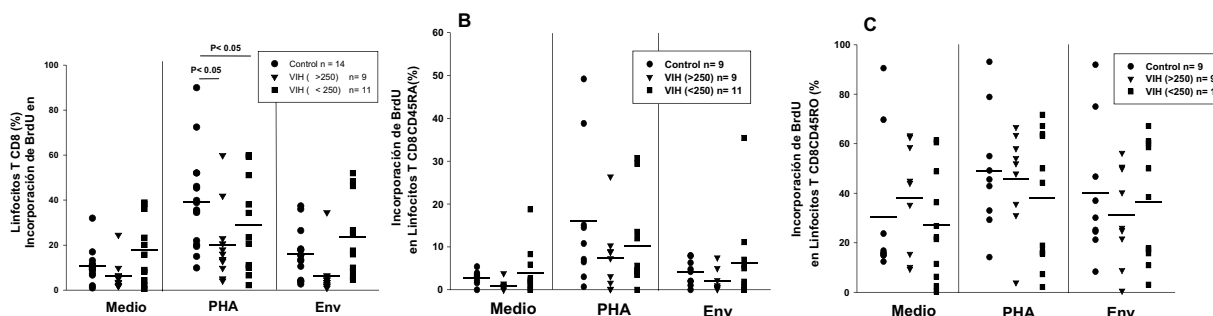 P< 0.05
P< 0.05
Control n = 14
VIH ( >250) n= 9
VIH ( < 250) n= 11
Linfocitos T CD8 (%)
Incorporación de BrdU en
100
80
60
40
20
0
Medio PHA Env
B
Control n= 9
VIH (>250) n= 9
VIH (<250) n= 11
Incorporación de BrdU
en Linfocitos T CD8CD45RA(%)
60
50
40
30
20
10
0
Medio PHA Env
C
Control n= 9
VIH (>250) n= 9
VIH (<250) n= 1
Incorporación de BrdU
en Linfocitos T CD8CD45RO (%
100
80
60
40
20
0
Medio PHA Env